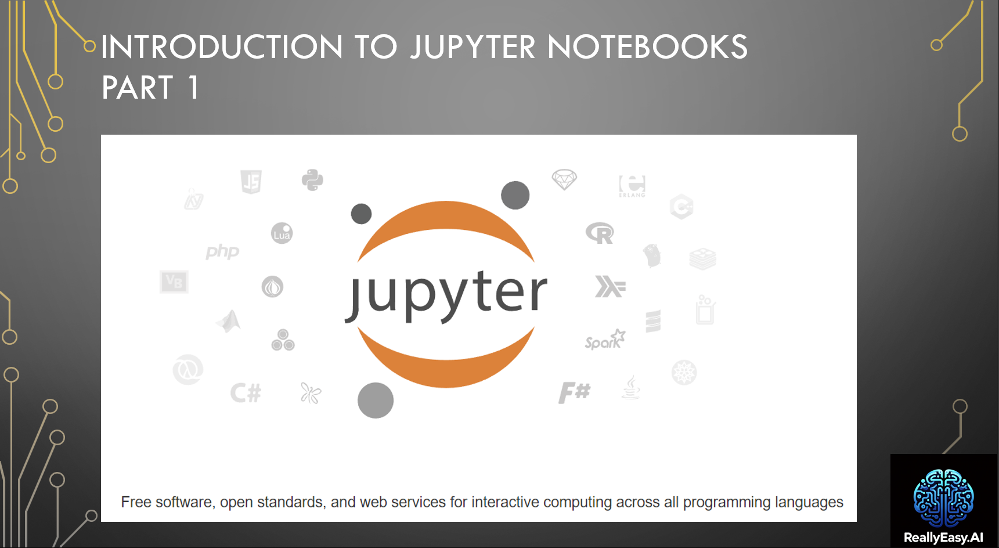 INTRODUCTION TO JUPYTER NOTEBOOKS
PART 1
JS
ERLANG
C
Lua
R
php
VB
jupyter
Spark
C#
F#
Free software, open standards, and web services for interactive computing across all programming languages
ReallyEasy.AI